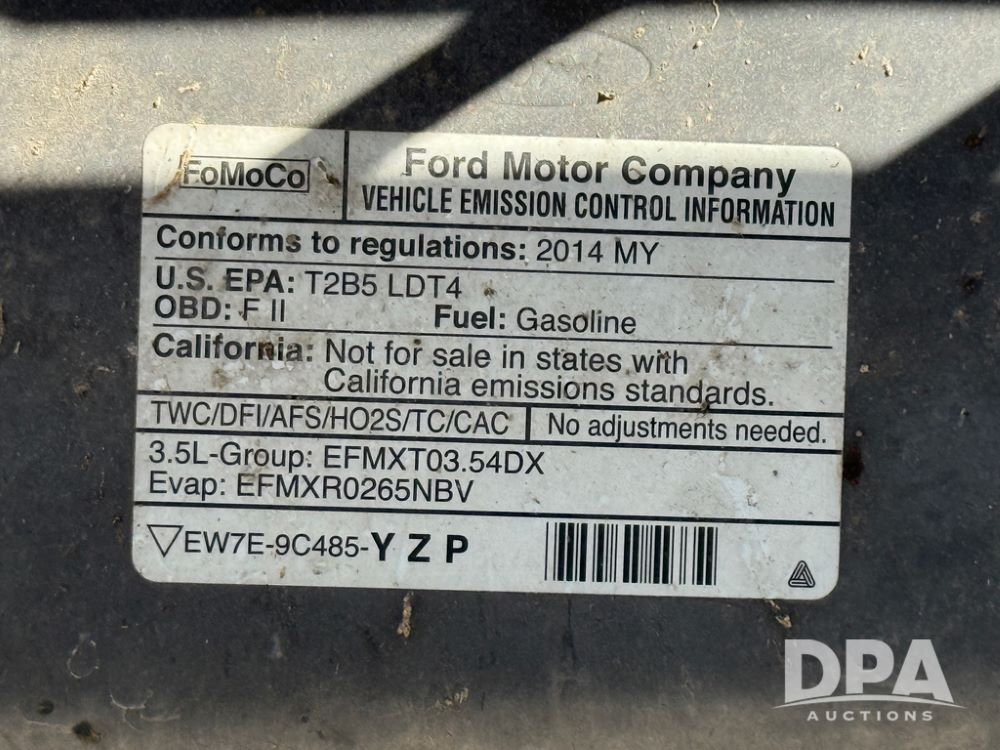 FoMoCo
Ford Motor Company
VEHICLE EMISSION CONTROL INFORMATION
Conforms to regulations: 2014 MY
U.S. EPA: T2B5 LDT4
OBD: F II Fuel: Gasoline
California: Not for sale in states with
California emissions standards.
TWC/DFI/AFS/HO2S/TC/CAC No adjustments needed.
3.5L-Group: EFMXT03.54DX
Evap: EFMXR0265NBV
EW7E-9C485-Y Z P
DPA
AUCTIONS